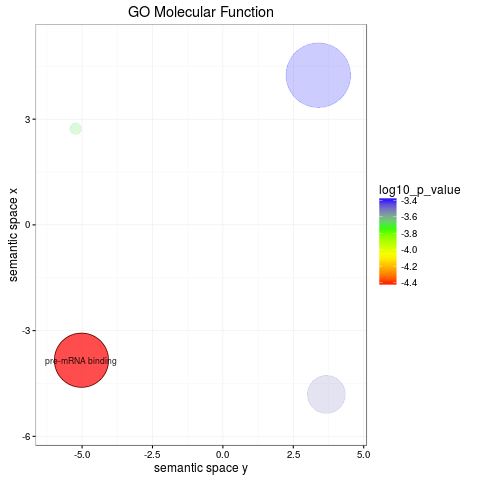 GO Molecular Function
semantic space x
3
0
-3
-6
pre-mRNA binding
-5.0 -2.5 0.0 2.5 5.0
semantic space y
log10_p_value
-3.4
-3.6
-3.8
-4.0
-4.2
-4.4